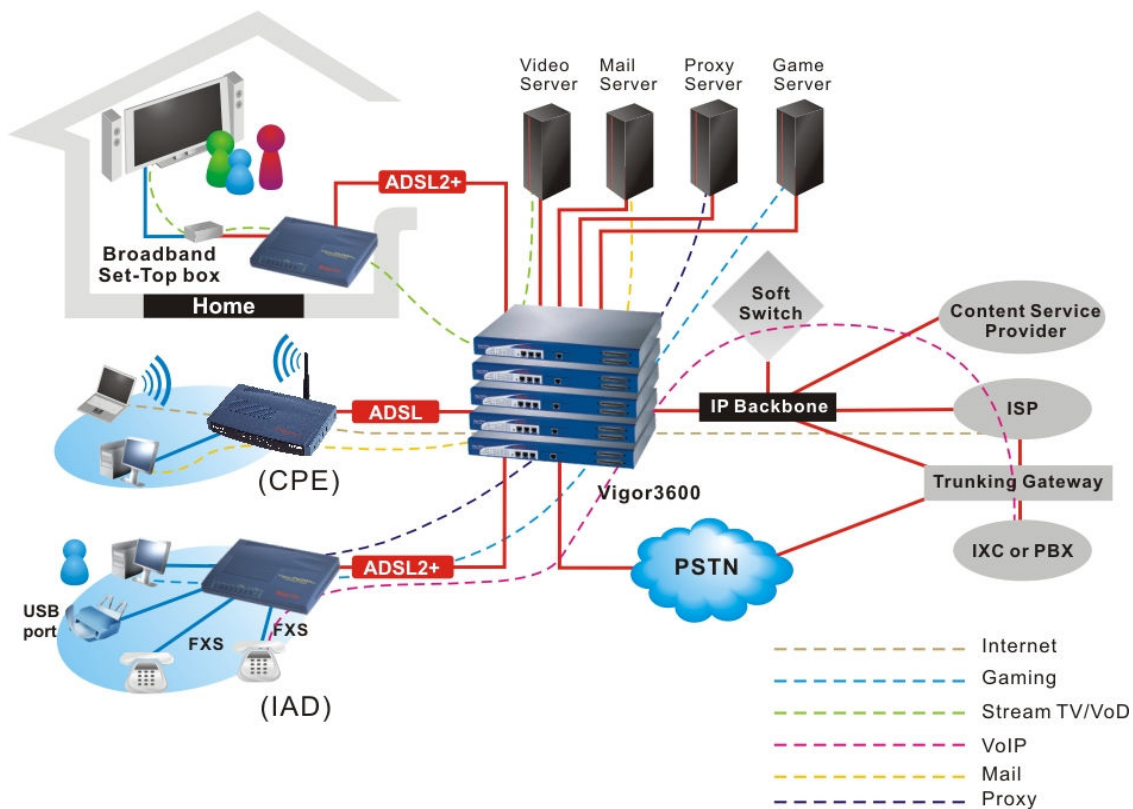 Video
Server
Mail
Server
Proxy
Server
Game
Server
ADSL2+
Broadband
Set-Top box
Home
Soft
Switch
Content Service
Provider
ADSL
IP Backbone
ISP
(CPE)
Vigor3600
Trunking Gateway
ADSL2+
PSTN
IXC or PBX
USB
port
FXS
FXS
(IAD)
Internet
Gaming
Stream TV/VoD
VoIP
Mail
Proxy